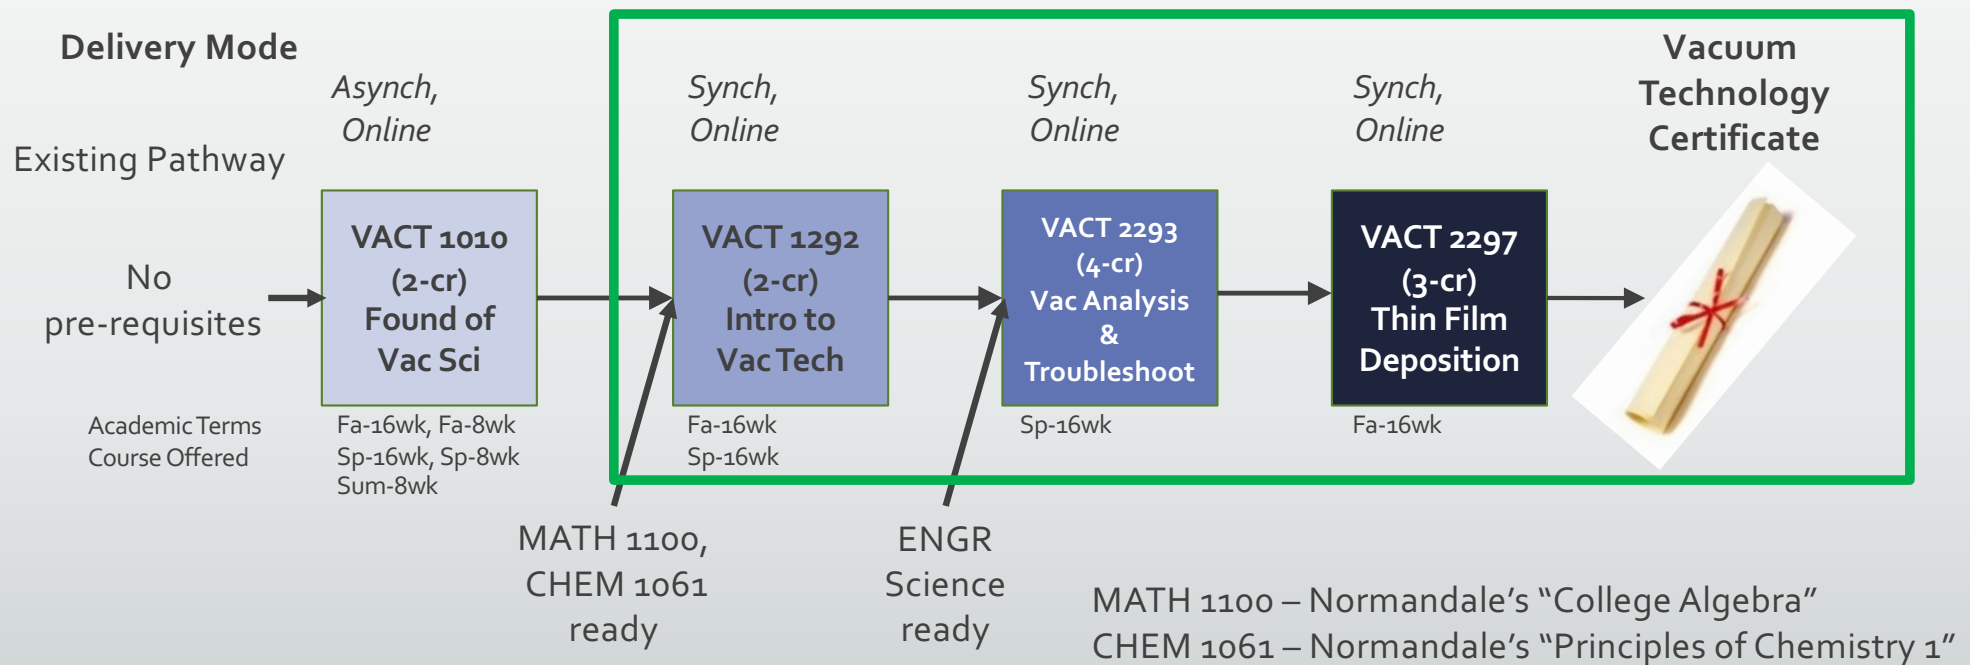 Delivery Mode
Asynch,
Online
Synch,
Online
Synch,
Online
Synch,
Online
Vacuum
Technology
Certificate
Existing Pathway
No
pre-requisites
VACT 1010
(2-cr)
Found of
Vac Sci
VACT 1292
(2-cr)
Intro to
Vac Tech
VACT 2293
(4-cr)
Vac Analysis
&
Troubleshoot
VACT 2297
(3-cr)
Thin Film
Deposition
Academic Terms
Course Offered
Fa-16wk, Fa-8wk
Sp-16wk, Sp-8wk
Sum-8wk
Fa-16wk
Sp-16wk
Sp-16wk
Fa-16wk
MATH 1100,
CHEM 1061
ready
ENGR
Science
ready
MATH 1100 – Normandale’s “College Algebra”
CHEM 1061 – Normandale’s “Principles of Chemistry 1”